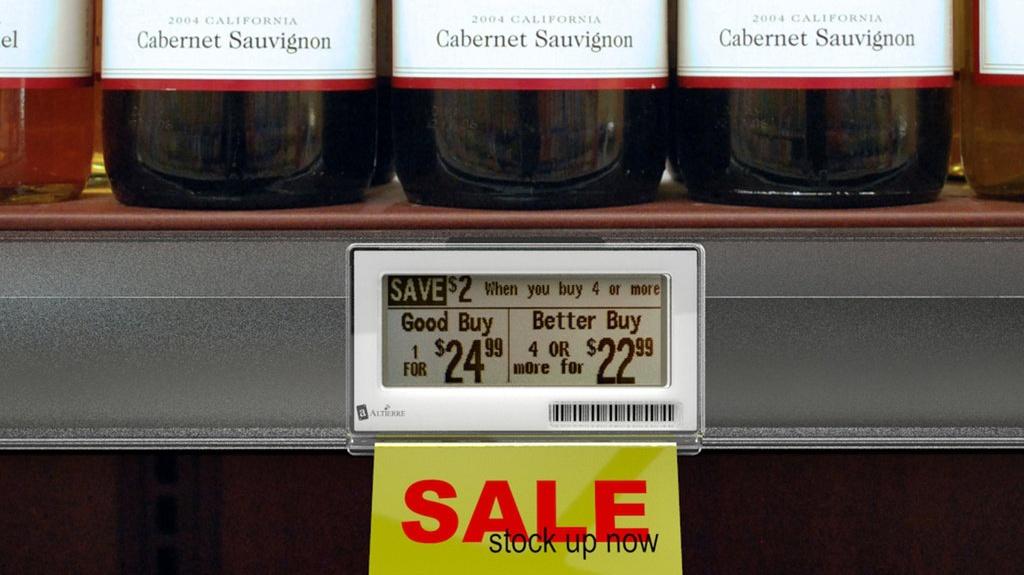 el
2004 CALIFORNIA
Cabernet Sauvignon
2004 CALIFORNIA
Cabernet Sauvignon
2004 CALIFORNIA
Cabernet Sauvignon
SAVE $2 When you buy 4 or more
Good Buy
1 FOR $24.99
Better Buy
4 OR more for $22.99
a ALTIERRE
SALE
stock up now